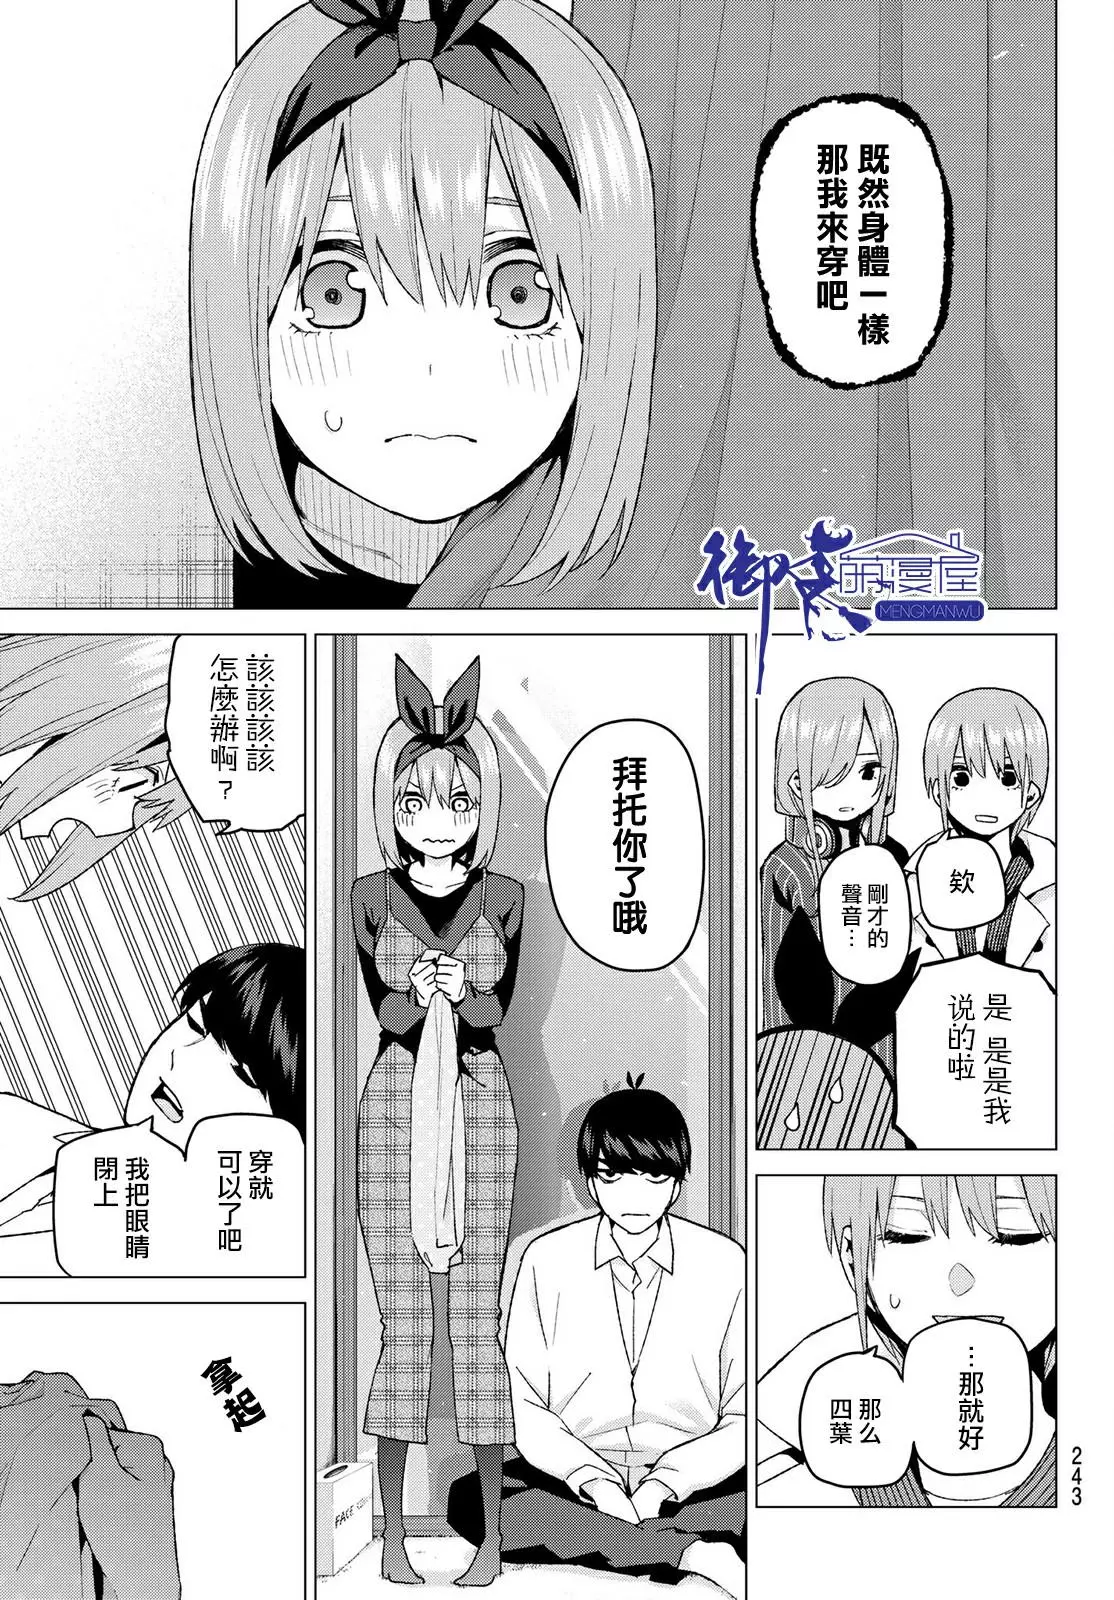 既然身體一樣
那我來穿吧
御
萌漫屋
MENGMANWU
欸
剛才的
聲音…
是 是是我
说的啦
…那就好
那么
四葉
拜托你了哦
該該該該
怎麼辦啊？
穿就
可以了吧
我把眼睛
閉上
拿起
FACE
243